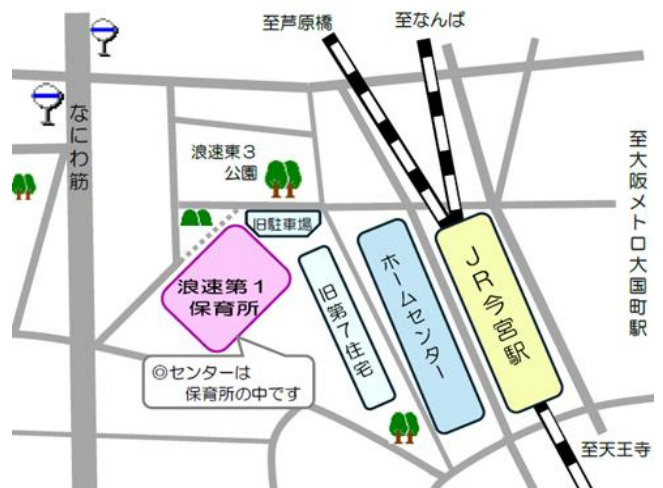 至芦原橋
至なんば
なにわ筋
浪速東3
公園
至大阪メトロ大国町駅
旧駐車場
浪速第1
保育所
旧第7住宅
ホームセンター
JR今宮駅
◎センターは
保育所の中です
至天王寺